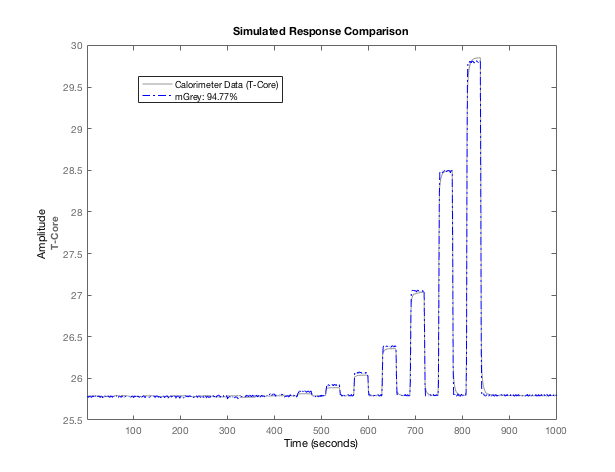 Simulated Response Comparison
Calorimeter Data (T-Core)
mGrey: 94.77%
Amplitude
T-Core
30
29.5
29
28.5
28
27.5
27
26.5
26
25.5
100 200 300 400 500 600 700 800 900 1000
Time (seconds)